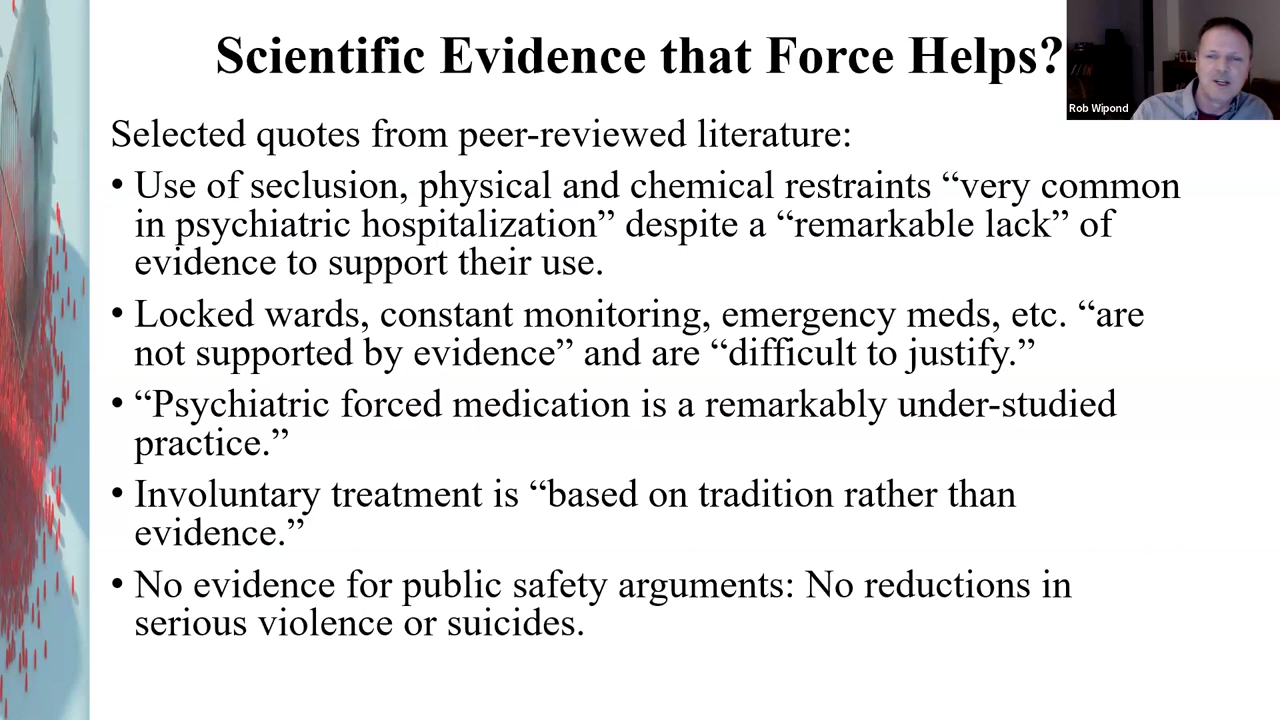 Scientific Evidence that Force Helps?
Rob Wipond
Selected quotes from peer-reviewed literature:
• Use of seclusion, physical and chemical restraints “very common
in psychiatric hospitalization” despite a “remarkable lack” of
evidence to support their use.
• Locked wards, constant monitoring, emergency meds, etc. “are
not supported by evidence” and are “difficult to justify.”
• “Psychiatric forced medication is a remarkably under-studied
practice.”
• Involuntary treatment is “based on tradition rather than
evidence.”
• No evidence for public safety arguments: No reductions in
serious violence or suicides.